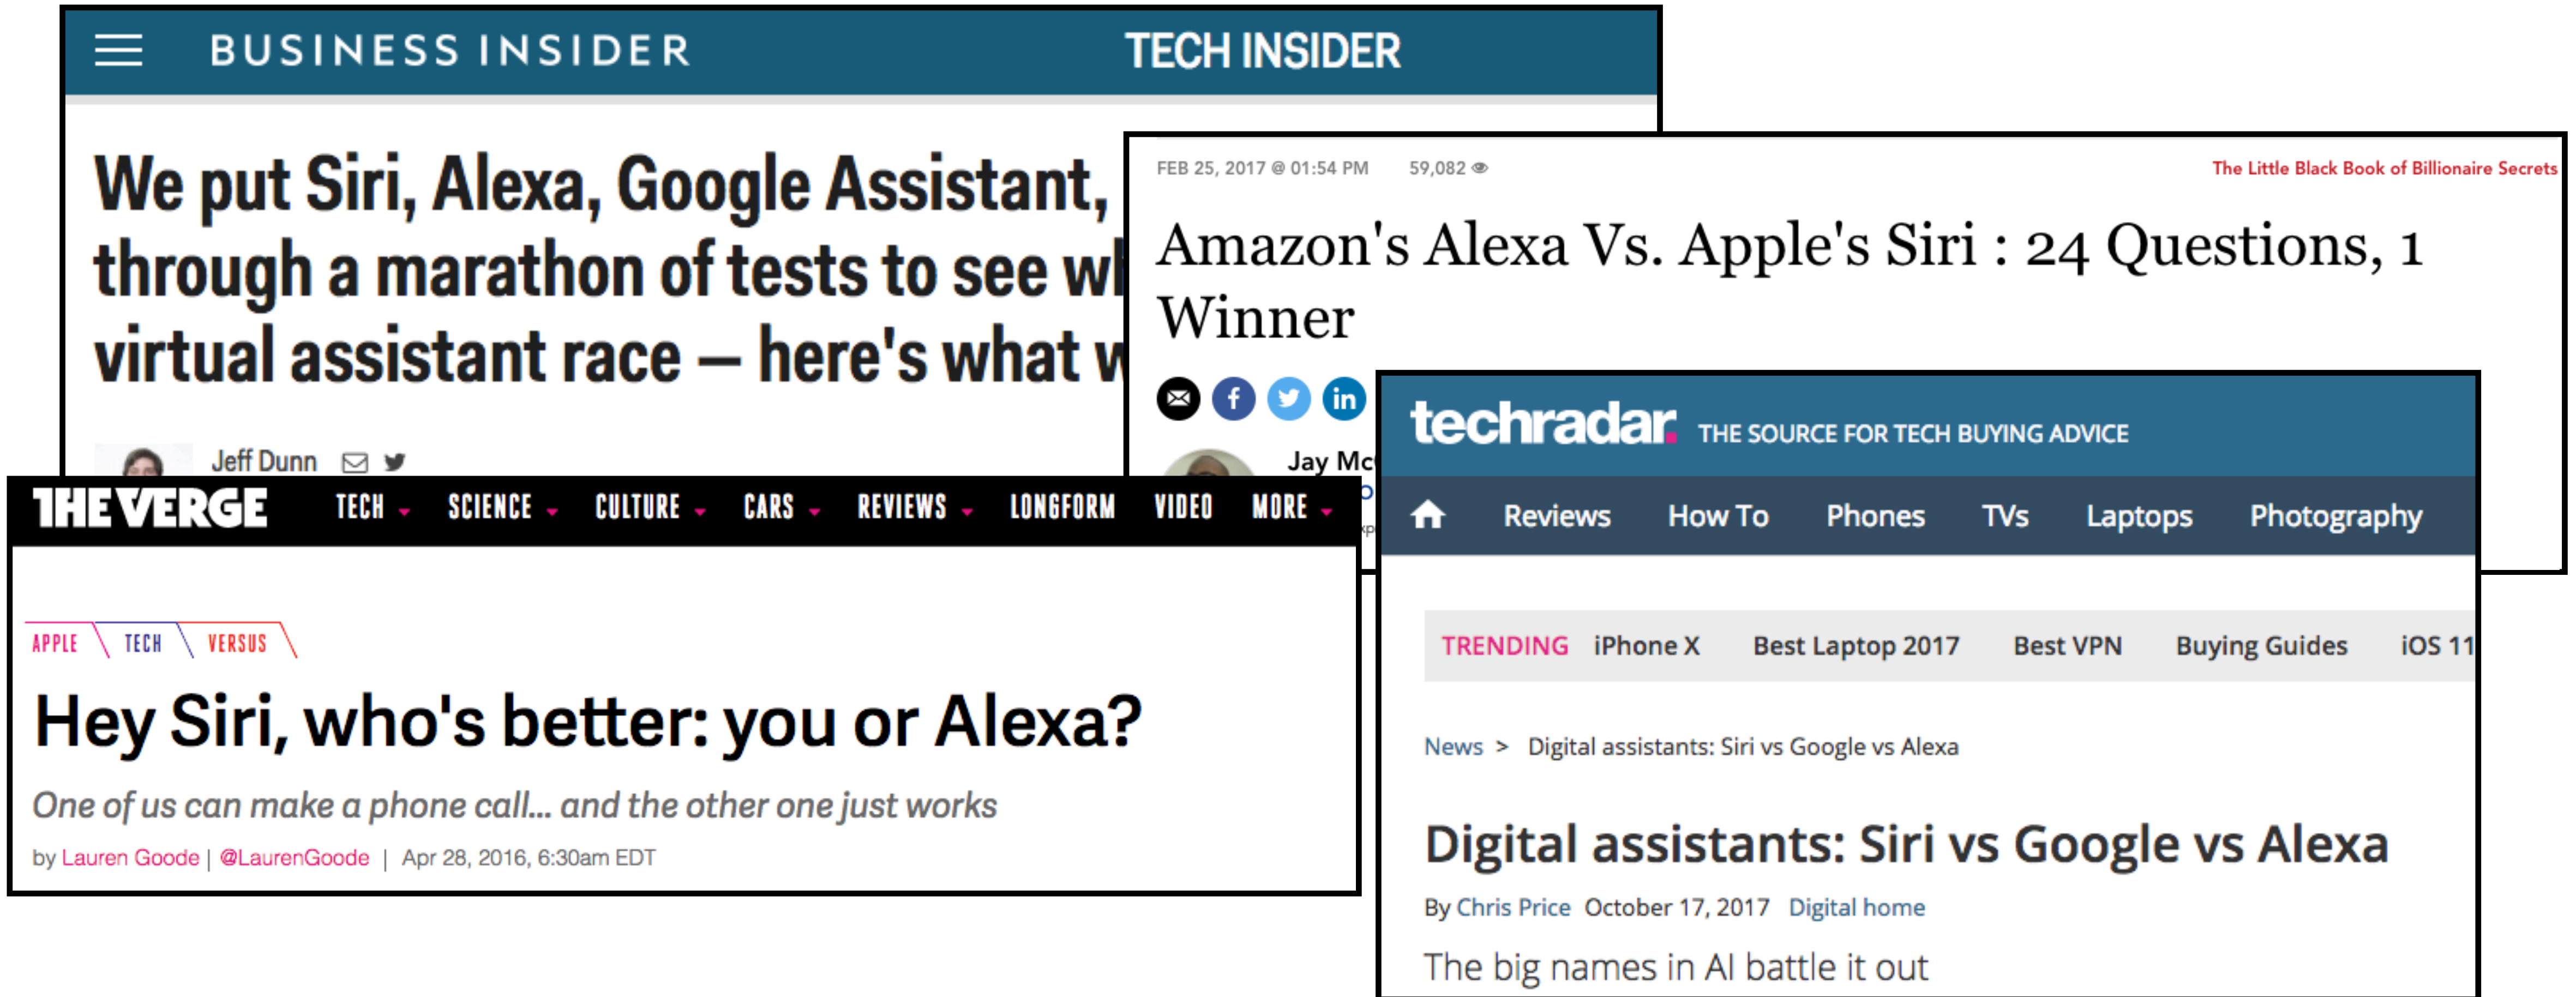 BUSINESS INSIDER
TECH INSIDER
We put Siri, Alexa, Google Assistant,
through a marathon of tests to see
virtual assistant race — here's what
Jeff Dunn
FEB 25, 2017 @ 01:54 PM 59,082
The Little Black Book of Billionaire Secrets
Amazon's Alexa Vs. Apple's Siri : 24 Questions, 1
Winner
f in
Jay
THE VERGE TECH SCIENCE CULTURE CARS REVIEWS LONGFORM VIDEO MORE
APPLE TECH VERSUS
Hey Siri, who's better: you or Alexa?
One of us can make a phone call... and the other one just works
by Lauren Goode | @LaurenGoode | Apr 28, 2016, 6:30am EDT
techradar. THE SOURCE FOR TECH BUYING ADVICE
Reviews How To Phones TVs Laptops Photography
TRENDING iPhone X Best Laptop 2017 Best VPN Buying Guides iOS 11
News > Digital assistants: Siri vs Google vs Alexa
Digital assistants: Siri vs Google vs Alexa
By Chris Price October 17, 2017 Digital home
The big names in AI battle it out